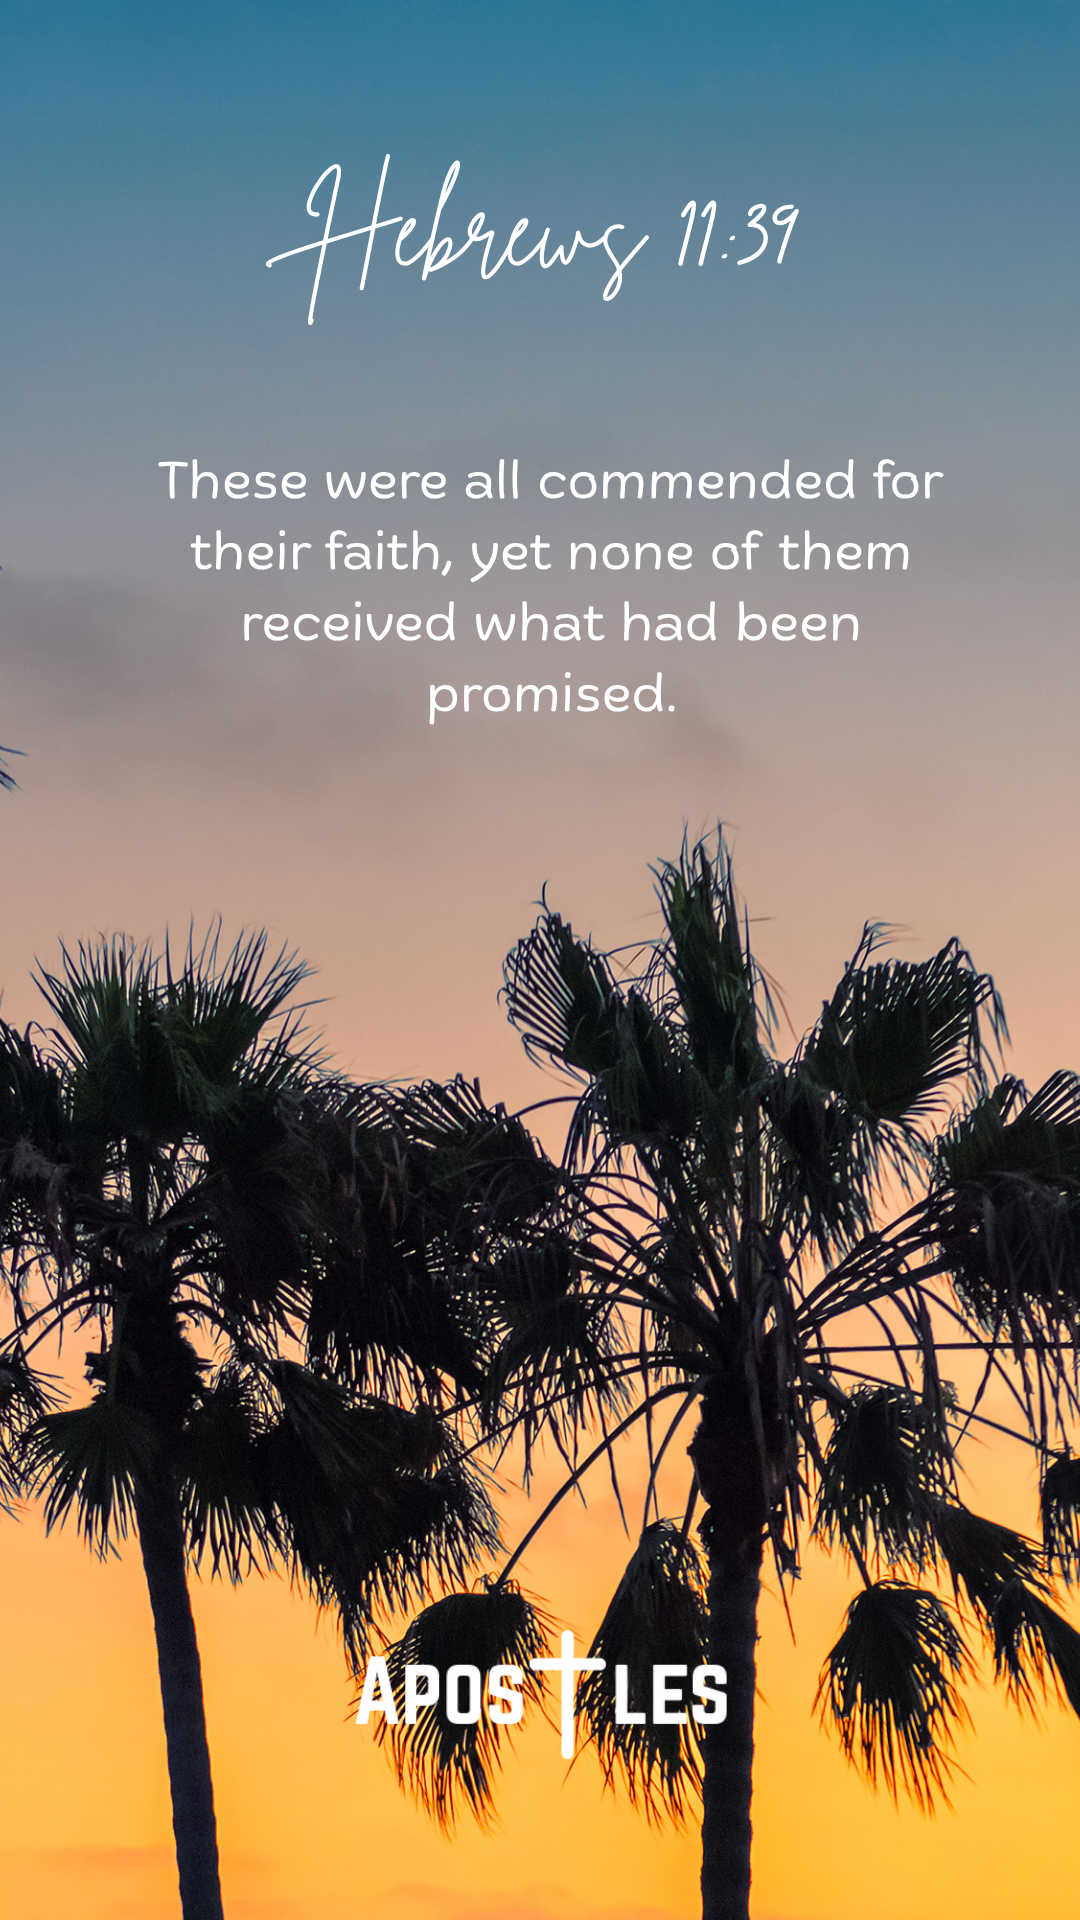 Hebrews 11:39
These were all commended for
their faith, yet none of them
received what had been
promised.
APOSTLES